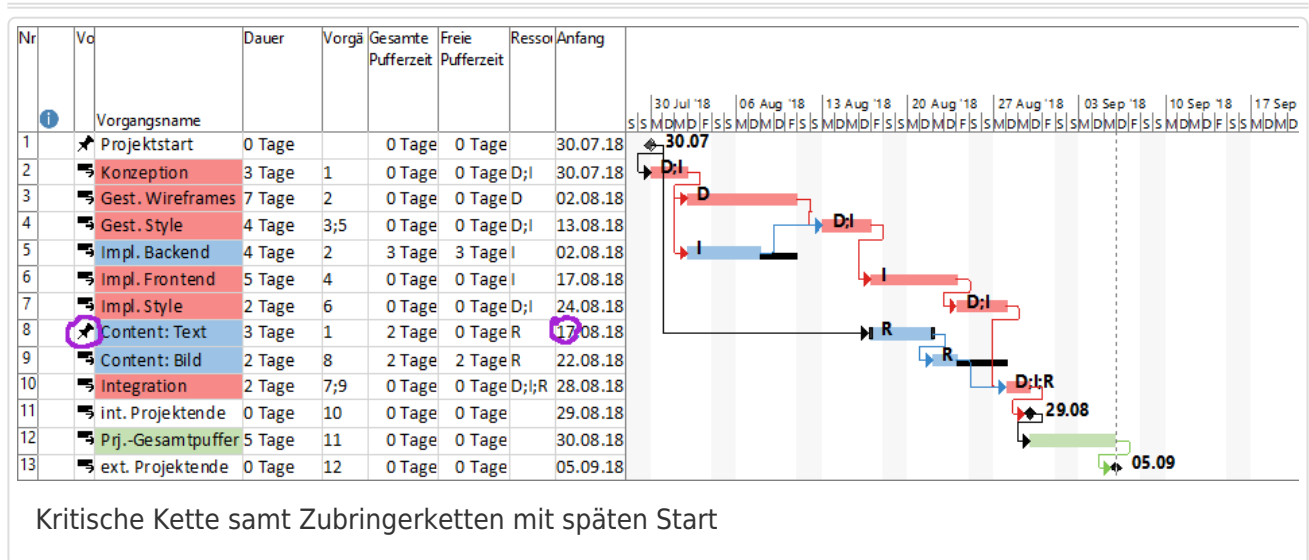 Nr Vo Dauer Vorgä Gesamte Freie Ressou Anfang
Pufferzeit Pufferzeit
30 Jul '18 06 Aug '18 13 Aug '18 20 Aug '18 27 Aug '18 03 Sep '18 10 Sep '18 17 Sep
i Vorgangsname S S M D M D F S S M D M D F S S M D M D F S S M D M D F S S M D M D F S S M D M D F S S M D M D F S S M D M D
1 Projektstart 0 Tage 0 Tage 0 Tage 30.07.18 30.07
2 Konzeption 3 Tage 1 0 Tage 0 Tage D;I 30.07.18 D;I
3 Gest. Wireframes 7 Tage 2 0 Tage 0 Tage D 02.08.18 D
4 Gest. Style 4 Tage 3;5 0 Tage 0 Tage D;I 13.08.18 D;I
5 Impl. Backend 4 Tage 2 3 Tage 3 Tage I 02.08.18 I
6 Impl. Frontend 5 Tage 4 0 Tage 0 Tage I 17.08.18 I
7 Impl. Style 2 Tage 6 0 Tage 0 Tage D;I 24.08.18 D;I
8 Content: Text 3 Tage 1 2 Tage 0 Tage R 17.08.18 R
9 Content: Bild 2 Tage 8 2 Tage 2 Tage R 22.08.18 R
10 Integration 2 Tage 7;9 0 Tage 0 Tage D;I;R 28.08.18 D;I;R
11 int. Projektende 0 Tage 10 0 Tage 0 Tage 29.08.18 29.08
12 Prj.-Gesamtpuffer 5 Tage 11 0 Tage 0 Tage 30.08.18
13 ext. Projektende 0 Tage 12 0 Tage 0 Tage 05.09.18 05.09
Kritische Kette samt Zubringerketten mit späten Start